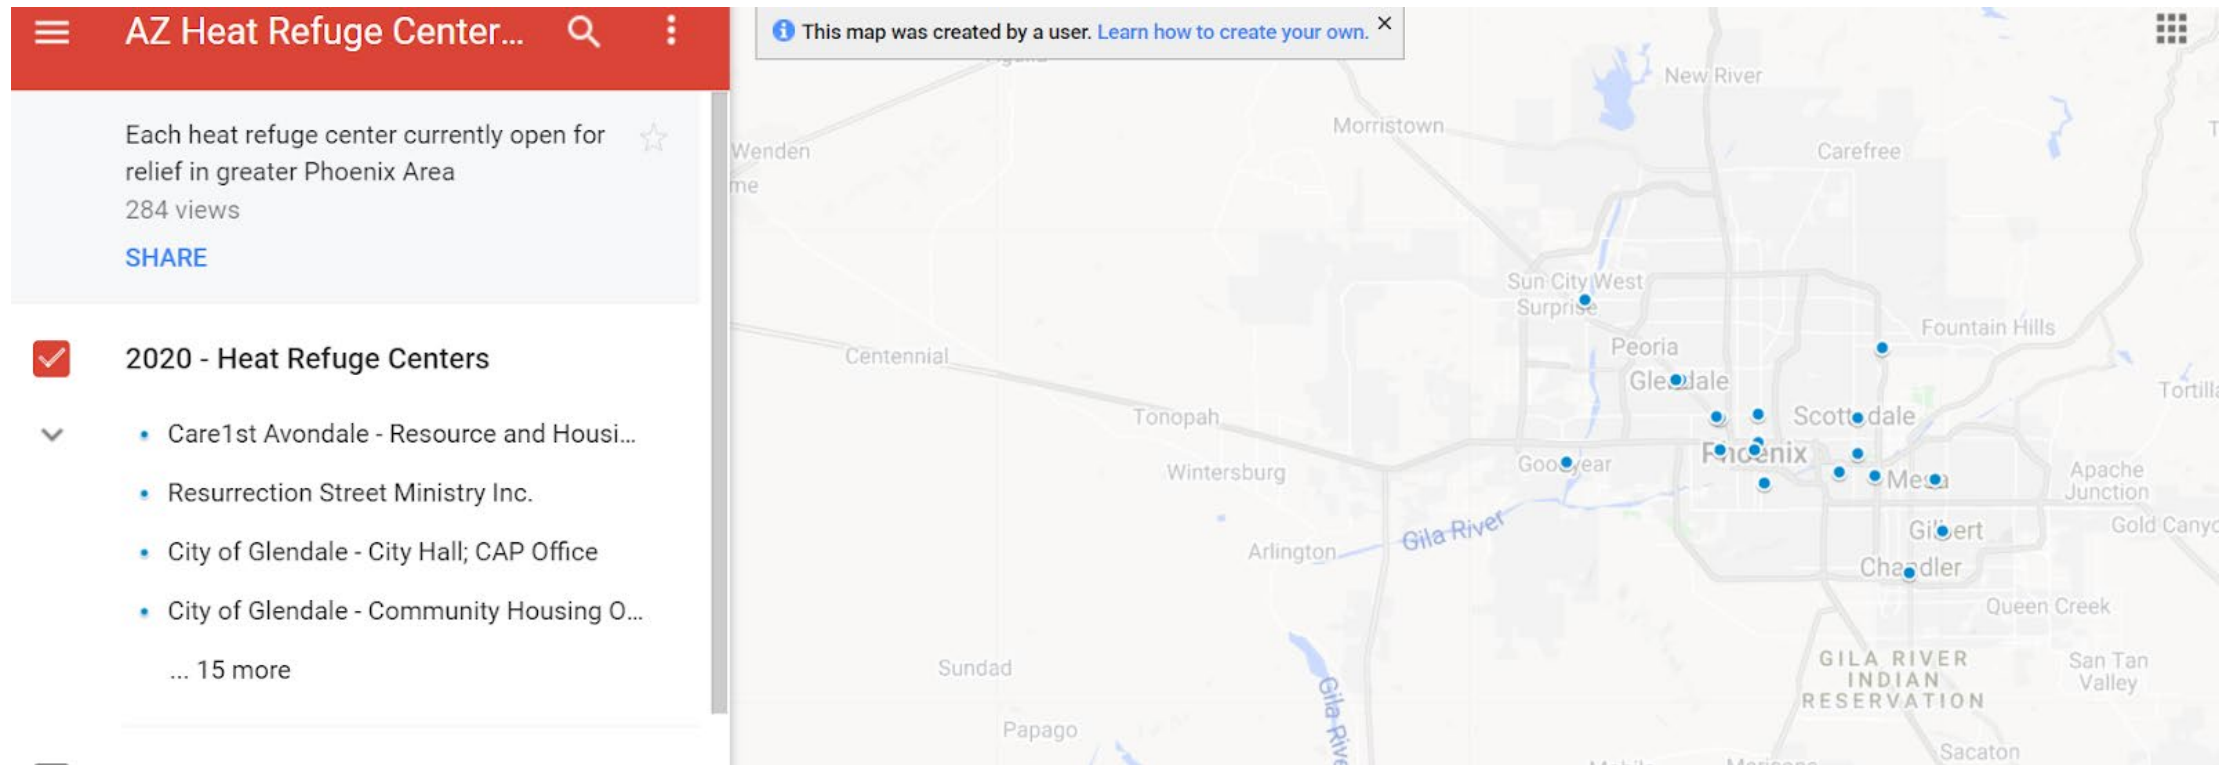 AZ Heat Refuge Center...
Each heat refuge center currently open for
relief in greater Phoenix Area
284 views
SHARE
2020 - Heat Refuge Centers
Care1st Avondale - Resource and Housi...
Resurrection Street Ministry Inc.
City of Glendale - City Hall; CAP Office
City of Glendale - Community Housing O...
... 15 more
This map was created by a user. Learn how to create your own.
New River
Morristown
Wenden
Carefree
me
Sun City West
Surprise
Fountain Hills
Peoria
Centennial
Glendale
Tortilla
Tonopah
Scottsdale
Phoenix
Goodyear
Wintersburg
Mesa
Apache
Junction
Gila River
Gilbert
Gold Canyo
Arlington
Chandler
Queen Creek
GILA RIVER
INDIAN
RESERVATION
San Tan
Valley
Sundad
Gila Rive
Papago
Sacaton